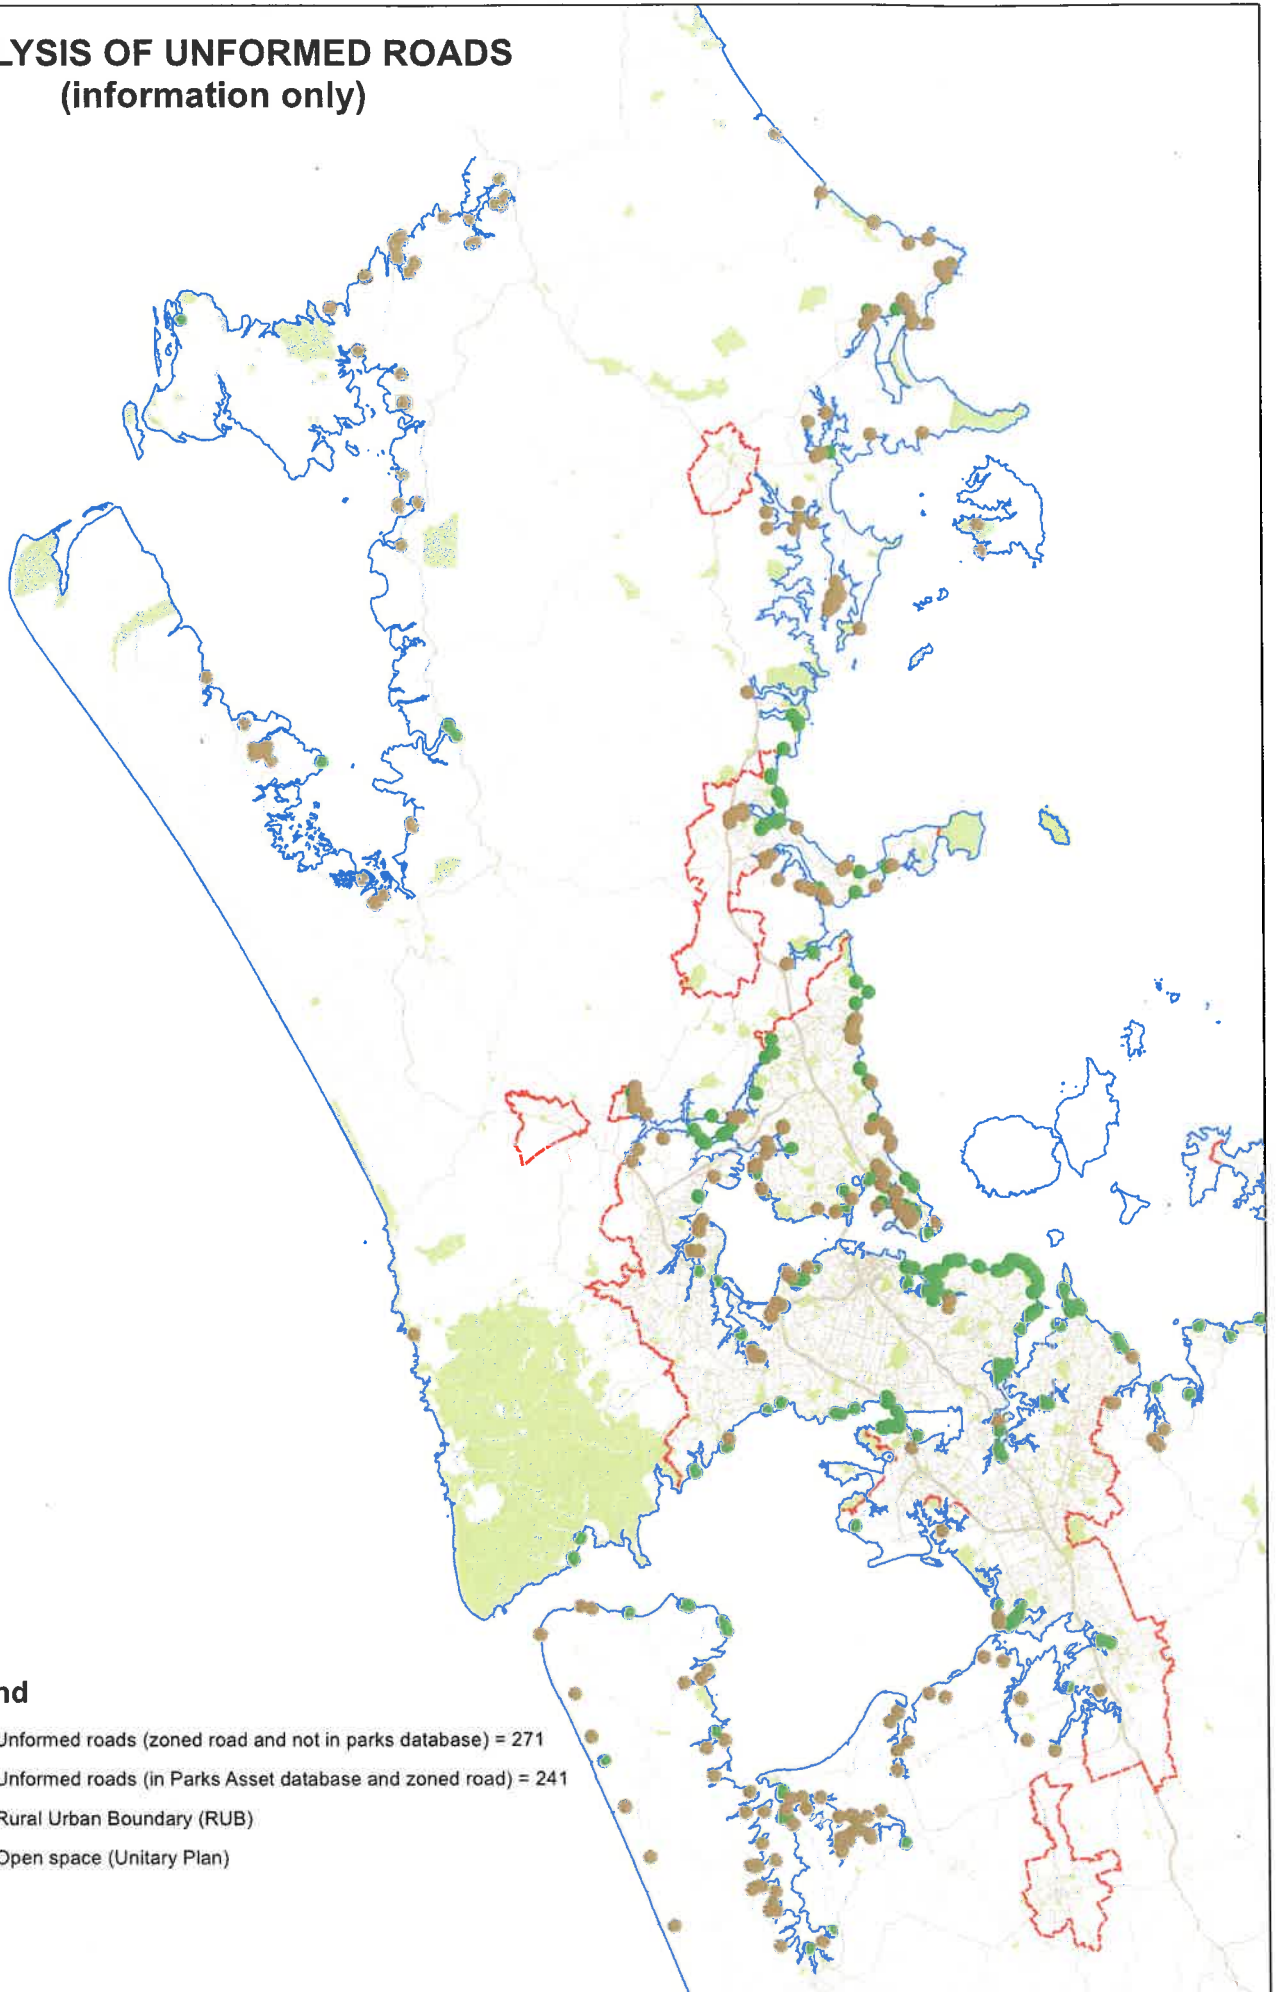 LYSIS OF UNFORMED ROADS
(information only)
nd
Unformed roads (zoned road and not in parks database) = 271
Unformed roads (in Parks Asset database and zoned road) = 241
Rural Urban Boundary (RUB)
Open space (Unitary Plan)